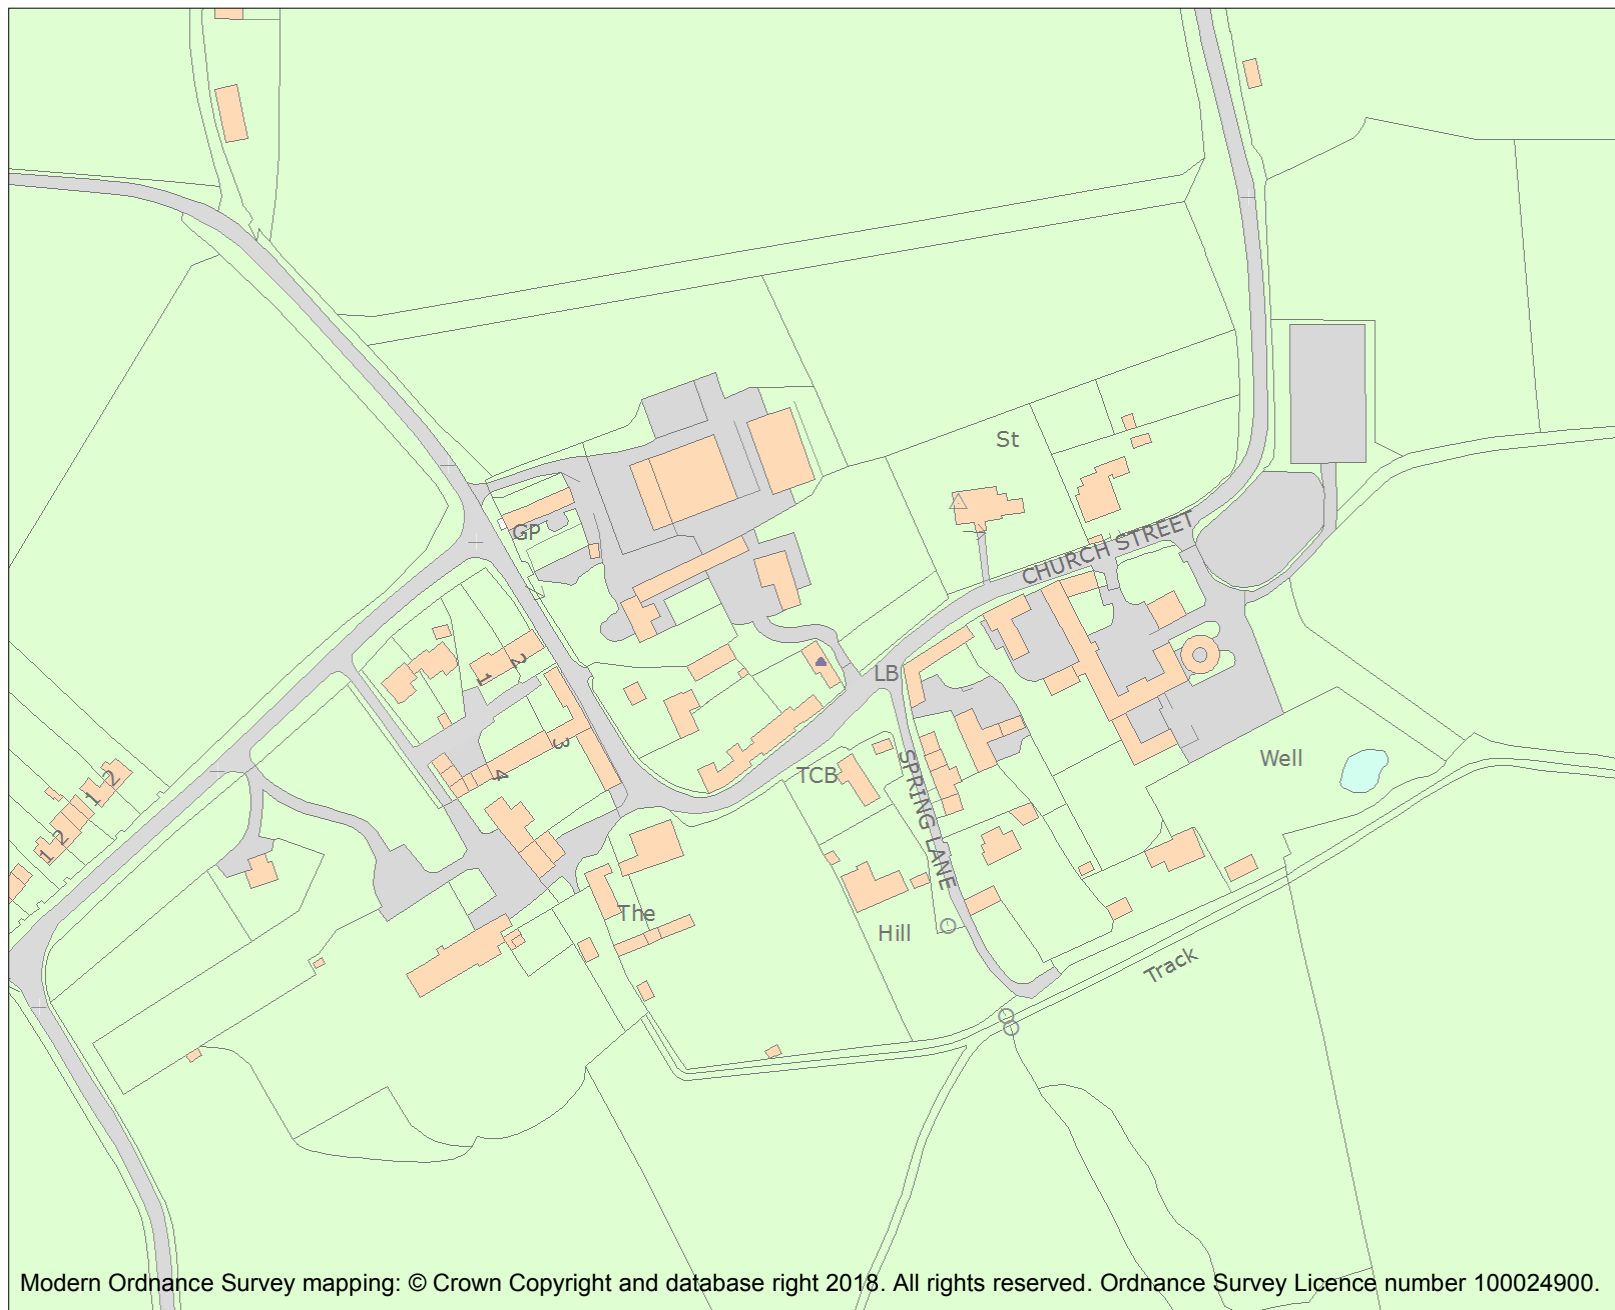 St
GP
CHURCH STREET
2
1
LB
3
4
TCB
SPRING LANE
Well
1 2
1 2
The
Hill
Track
Modern Ordnance Survey mapping: © Crown Copyright and database right 2018. All rights reserved. Ordnance Survey Licence number 100024900.